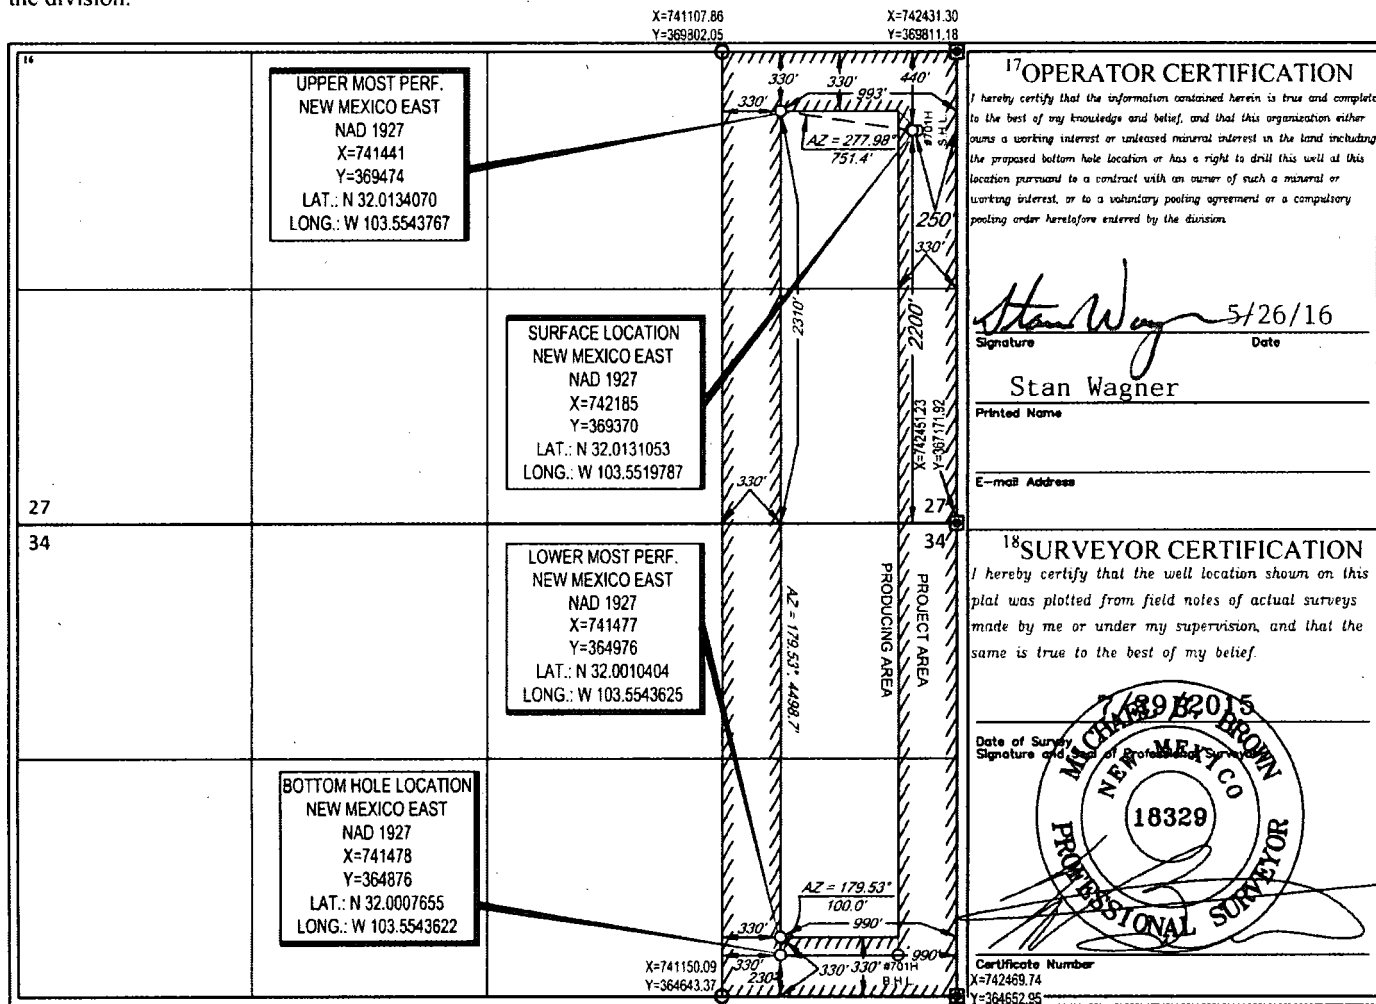 the division.
X=741107.86
Y=369802.05
X=742431.30
Y=369811.18
16
UPPER MOST PERF.
NEW MEXICO EAST
NAD 1927
X=741441
Y=369474
LAT.: N 32.0134070
LONG.: W 103.5543767
330'
330'
440'
330'
993'
AZ = 277.98°
751.4'
#701H
S.H.L.
250'
330'
2310'
2200'
SURFACE LOCATION
NEW MEXICO EAST
NAD 1927
X=742185
Y=369370
LAT.: N 32.0131053
LONG.: W 103.5519787
X=742451.23
Y=367171.92
330'
27
27
34
34
LOWER MOST PERF.
NEW MEXICO EAST
NAD 1927
X=741477
Y=364976
LAT.: N 32.0010404
LONG.: W 103.5543625
AZ = 179.53°, 4498.7'
PRODUCING AREA
PROJECT AREA
BOTTOM HOLE LOCATION
NEW MEXICO EAST
NAD 1927
X=741478
Y=364876
LAT.: N 32.0007655
LONG.: W 103.5543622
AZ = 179.53°
100.0'
330'
990'
330'
230'
330'
330'
#701H
B.H.L.
990'
X=741150.09
Y=364643.37
17 OPERATOR CERTIFICATION
I hereby certify that the information contained herein is true and complete
to the best of my knowledge and belief, and that this organization either
owns a working interest or unleased mineral interest in the land including
the proposed bottom hole location or has a right to drill this well at this
location pursuant to a contract with an owner of such a mineral or
working interest, or to a voluntary pooling agreement or a compulsory
pooling order heretofore entered by the division.
Stan Wagner 5/26/16
Signature Date
Stan Wagner
Printed Name
E-mail Address
18 SURVEYOR CERTIFICATION
I hereby certify that the well location shown on this
plat was plotted from field notes of actual surveys
made by me or under my supervision, and that the
same is true to the best of my belief.
7/29/2015
Date of Survey
Signature and Seal of Professional Surveyor
MICHAEL B. BROWN
NEW MEXICO
18329
PROFESSIONAL SURVEYOR
Certificate Number
X=742469.74
Y=364652.95